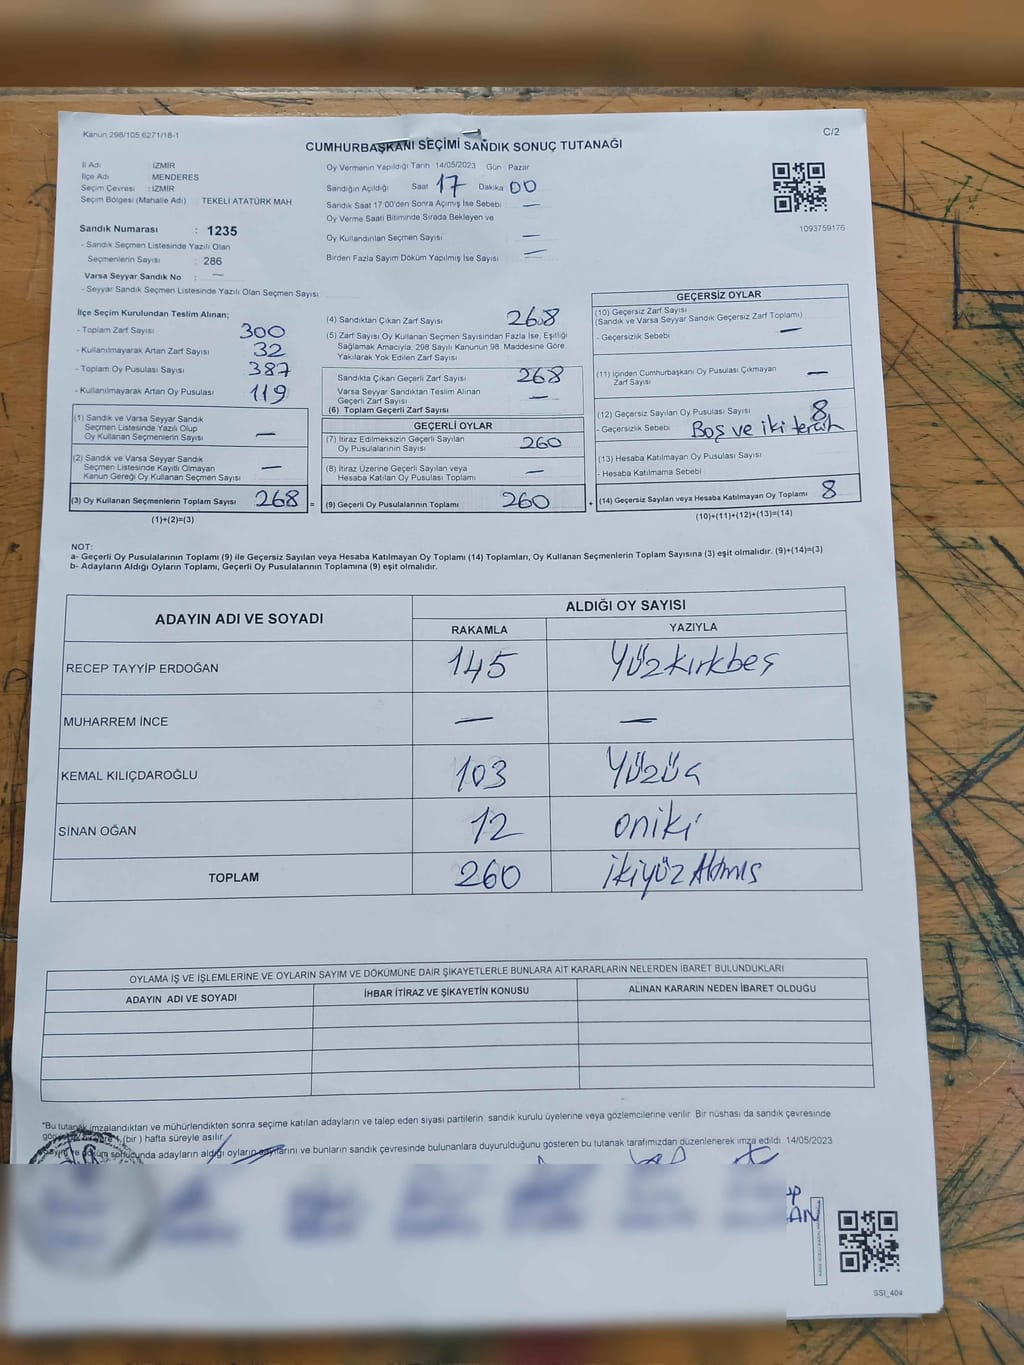 Kanun 298/105 6271/18-1
C/2
CUMHURBAŞKANI SEÇİMİ SANDIK SONUÇ TUTANAĞI
İl Adı : İZMİR
İlçe Adı : MENDERES
Seçim Çevresi : İZMİR
Seçim Bölgesi (Mahalle Adı) : TEKELİ ATATÜRK MAH.
Sandık Numarası : 1235
- Sandık Seçmen Listesinde Yazılı Olan
Seçmenlerin Sayısı : 286
Varsa Seyyar Sandık No : —
- Seyyar Sandık Seçmen Listesinde Yazılı Olan Seçmen Sayısı
Oy Vermenin Yapıldığı Tarih 14/05/2023 Gün Pazar
Sandığın Açıldığı Saat 17 Dakika 00
Sandık Saat 17.00'den Sonra Açmış İse Sebebi —
Oy Verme Saati Bitiminde Sırada Bekleyen ve
Oy Kullandırılan Seçmen Sayısı —
Birden Fazla Sayım Döküm Yapılmış İse Sayısı —
1093759176
İlçe Seçim Kurulundan Teslim Alınan;
- Toplam Zarf Sayısı 300
- Kullanılmayarak Artan Zarf Sayısı 32
- Toplam Oy Pusulası Sayısı 387
- Kullanılmayarak Artan Oy Pusulası 119
(1) Sandık ve Varsa Seyyar Sandık
Seçmen Listesinde Yazılı Olup
Oy Kullanan Seçmenlerin Sayısı —
(2) Sandık ve Varsa Seyyar Sandık
Seçmen Listesinde Kayıtlı Olmayan
Kanun Gereği Oy Kullanan Seçmen Sayısı —
(3) Oy Kullanan Seçmenlerin Toplam Sayısı 268 =
(1)+(2)=(3)
(4) Sandıktan Çıkan Zarf Sayısı 268
(5) Zarf Sayısı Oy Kullanan Seçmen Sayısından Fazla İse, Eşitliği
Sağlamak Amacıyla, 298 Sayılı Kanunun 98. Maddesine Göre
Yakılarak Yok Edilen Zarf Sayısı
Sandıkta Çıkan Geçerli Zarf Sayısı 268
Varsa Seyyar Sandıktan Teslim Alınan
Geçerli Zarf Sayısı —
(6) Toplam Geçerli Zarf Sayısı
GEÇERLİ OYLAR
(7) İtiraz Edilmeksizin Geçerli Sayılan
Oy Pusulalarının Sayısı 260
(8) İtiraz Üzerine Geçerli Sayılan veya
Hesaba Katılan Oy Pusulası Toplamı —
(9) Geçerli Oy Pusulalarının Toplamı 260 +
GEÇERSİZ OYLAR
(10) Geçersiz Zarf Sayısı
(Sandık ve Varsa Seyyar Sandık Geçersiz Zarf Toplamı)
- Geçersizlik Sebebi —
(11) İçinden Cumhurbaşkanı Oy Pusulası Çıkmayan
Zarf Sayısı —
(12) Geçersiz Sayılan Oy Pusulası Sayısı 8
- Geçersizlik Sebebi Boş ve iki tercih
(13) Hesaba Katılmayan Oy Pusulası Sayısı
- Hesaba Katılmama Sebebi
(14) Geçersiz Sayılan veya Hesaba Katılmayan Oy Toplamı 8
(10)+(11)+(12)+(13)=(14)
NOT:
a- Geçerli Oy Pusulalarının Toplamı (9) ile Geçersiz Sayılan veya Hesaba Katılmayan Oy Toplamı (14) Toplamları, Oy Kullanan Seçmenlerin Toplam Sayısına (3) eşit olmalıdır. (9)+(14)=(3)
b- Adayların Aldığı Oyların Toplamı, Geçerli Oy Pusulalarının Toplamına (9) eşit olmalıdır.
ADAYIN ADI VE SOYADI
ALDIĞI OY SAYISI
RAKAMLA YAZIYLA
RECEP TAYYİP ERDOĞAN 145 Yüzkırkbeş
MUHARREM İNCE — —
KEMAL KILIÇDAROĞLU 103 Yüzüç
SİNAN OĞAN 12 oniki
TOPLAM 260 ikiyüz Altmış
OYLAMA İŞ VE İŞLEMLERİNE VE OYLARIN SAYIM VE DÖKÜMÜNE DAİR ŞİKAYETLERLE BUNLARA AİT KARARLARIN NELERDEN İBARET BULUNDUKLARI
ADAYIN ADI VE SOYADI İHBAR İTİRAZ VE ŞİKAYETİN KONUSU ALINAN KARARIN NEDEN İBARET OLDUĞU
"Bu tutanak imzalandıktan ve mühürlendikten sonra seçime katılan adayların ve talep eden siyasi partilerin sandık kurulu üyelerine veya gözlemcilerine verilir. Bir nüshası da sandık çevresinde
1 (bir) hafta süreyle asılır.
sonucunda adayların aldığı oyların sayılarını ve bunların sandık çevresinde bulunanlara duyurulduğunu gösteren bu tutanak tarafımızdan düzenlenerek imza edildi. 14/05/2023
SSI_404